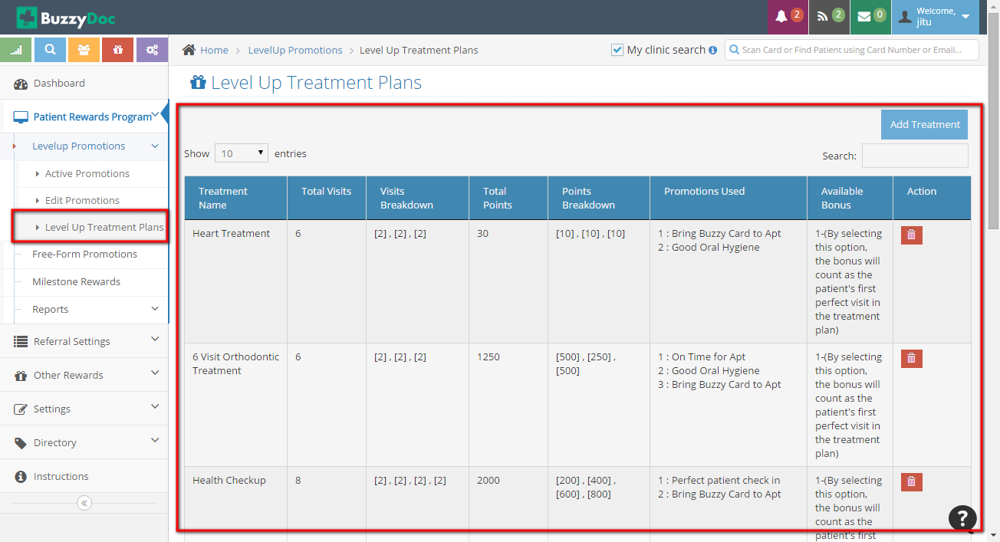 BuzzyDoc
2
2
0
Welcome,
jitu
Home
LevelUp Promotions
Level Up Treatment Plans
My clinic search
Scan Card or Find Patient using Card Number or Email...
Dashboard
Patient Rewards Program
Levelup Promotions
Active Promotions
Edit Promotions
Level Up Treatment Plans
Free-Form Promotions
Milestone Rewards
Reports
Referral Settings
Other Rewards
Settings
Directory
Instructions
Level Up Treatment Plans
Add Treatment
Show 10 entries
Search:
Treatment
Name
Total Visits
Visits
Breakdown
Total
Points
Points
Breakdown
Promotions Used
Available
Bonus
Action
Heart Treatment
6
[2] , [2] , [2]
30
[10] , [10] , [10]
1 : Bring Buzzy Card to Apt
2 : Good Oral Hygiene
1-(By selecting
this option,
the bonus will
count as the
patient's first
perfect visit in
the treatment
plan)
6 Visit Orthodontic
Treatment
6
[2] , [2] , [2]
1250
[500] , [250] ,
[500]
1 : On Time for Apt
2 : Good Oral Hygiene
3 : Bring Buzzy Card to Apt
1-(By selecting
this option,
the bonus will
count as the
patient's first
perfect visit in
the treatment
plan)
Health Checkup
8
[2] , [2] , [2] , [2]
2000
[200] , [400] ,
[600] , [800]
1 : Perfect patient check in
2 : Bring Buzzy Card to Apt
1-(By selecting
this option,
the bonus will
count as the
patient's first
?